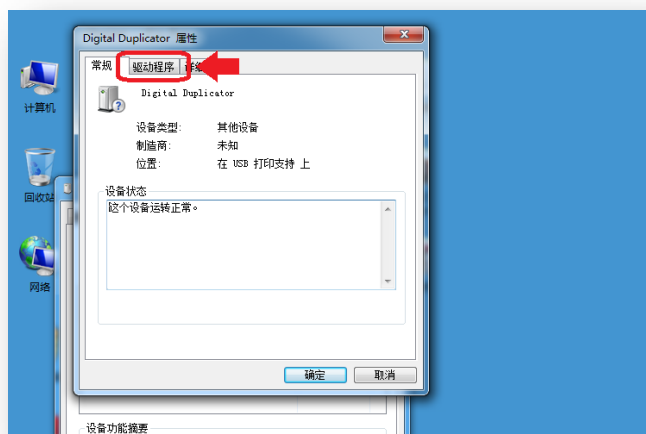 Digital Duplicator 属性
常规 驱动程序
Digital Duplicator
设备类型: 其他设备
制造商: 未知
位置: 在 USB 打印支持 上
设备状态
这个设备运转正常。
确定 取消
计算机
回收站
网络
设备功能摘要